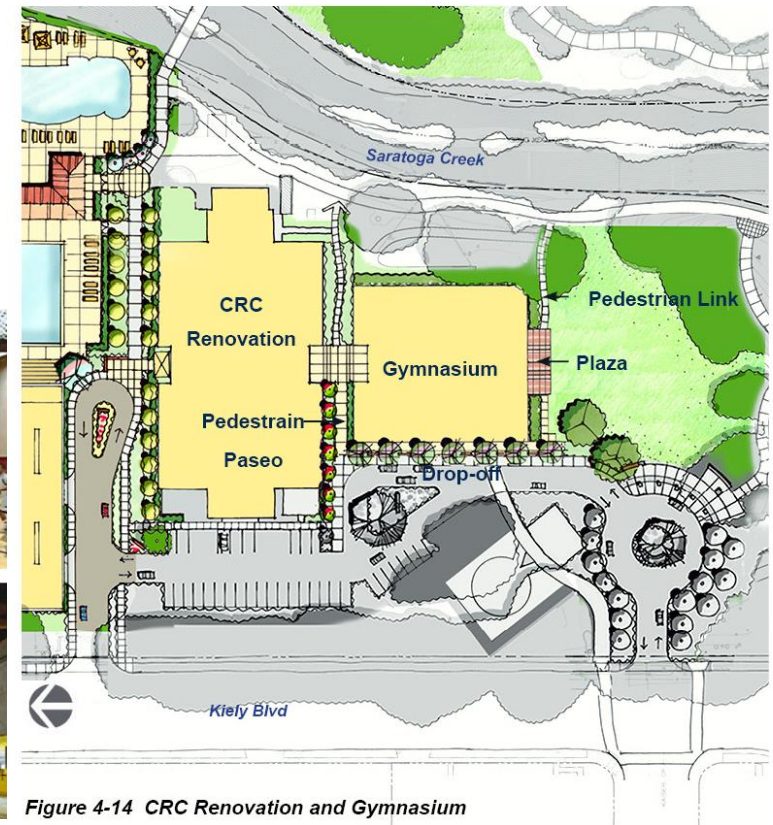 Saratoga Creek
CRC
Renovation
Pedestrian Link
Gymnasium
Plaza
Pedestrain
Paseo
Drop-off
Kiely Blvd
Figure 4-14 CRC Renovation and Gymnasium